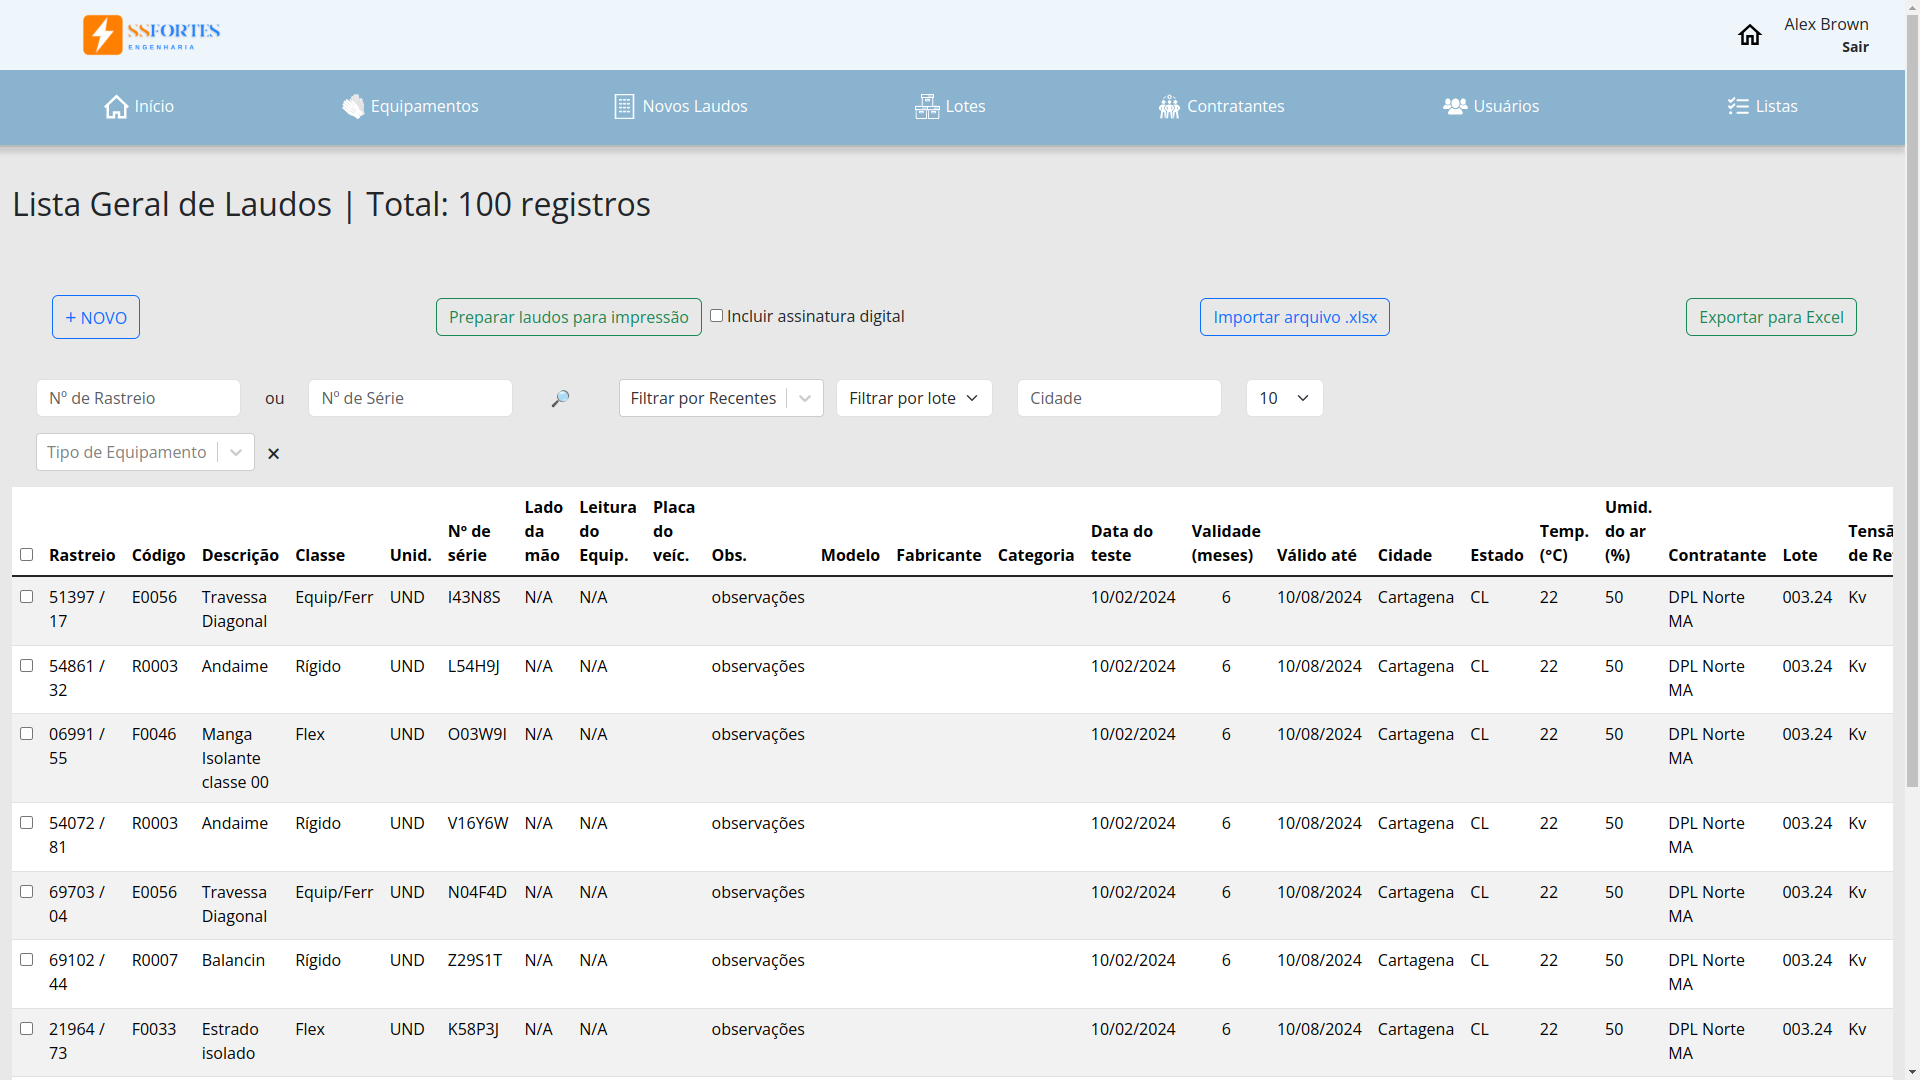 SSFORTES
ENGENHARIA
Alex Brown
Sair
Início
Equipamentos
Novos Laudos
Lotes
Contratantes
Usuários
Listas
Lista Geral de Laudos | Total: 100 registros
+ NOVO
Preparar laudos para impressão
Incluir assinatura digital
Importar arquivo .xlsx
Exportar para Excel
Nº de Rastreio
ou
Nº de Série
Filtrar por Recentes
Filtrar por lote
Cidade
10
Tipo de Equipamento
×
Rastreio Código Descrição Classe Unid. Nº de série Lado da mão Leitura do Equip. Placa do veíc. Obs. Modelo Fabricante Categoria Data do teste Validade (meses) Válido até Cidade Estado Temp. (°C) Umid. do ar (%) Contratante Lote
51397 / 17 E0056 Travessa Diagonal Equip/Ferr UND I43N8S N/A N/A observações 10/02/2024 6 10/08/2024 Cartagena CL 22 50 DPL Norte MA 003.24 Kv
54861 / 32 R0003 Andaime Rígido UND L54H9J N/A N/A observações 10/02/2024 6 10/08/2024 Cartagena CL 22 50 DPL Norte MA 003.24 Kv
06991 / 55 F0046 Manga Isolante classe 00 Flex UND O03W9I N/A N/A observações 10/02/2024 6 10/08/2024 Cartagena CL 22 50 DPL Norte MA 003.24 Kv
54072 / 81 R0003 Andaime Rígido UND V16Y6W N/A N/A observações 10/02/2024 6 10/08/2024 Cartagena CL 22 50 DPL Norte MA 003.24 Kv
69703 / 04 E0056 Travessa Diagonal Equip/Ferr UND N04F4D N/A N/A observações 10/02/2024 6 10/08/2024 Cartagena CL 22 50 DPL Norte MA 003.24 Kv
69102 / 44 R0007 Balancin Rígido UND Z29S1T N/A N/A observações 10/02/2024 6 10/08/2024 Cartagena CL 22 50 DPL Norte MA 003.24 Kv
21964 / 73 F0033 Estrado isolado Flex UND K58P3J N/A N/A observações 10/02/2024 6 10/08/2024 Cartagena CL 22 50 DPL Norte MA 003.24 Kv